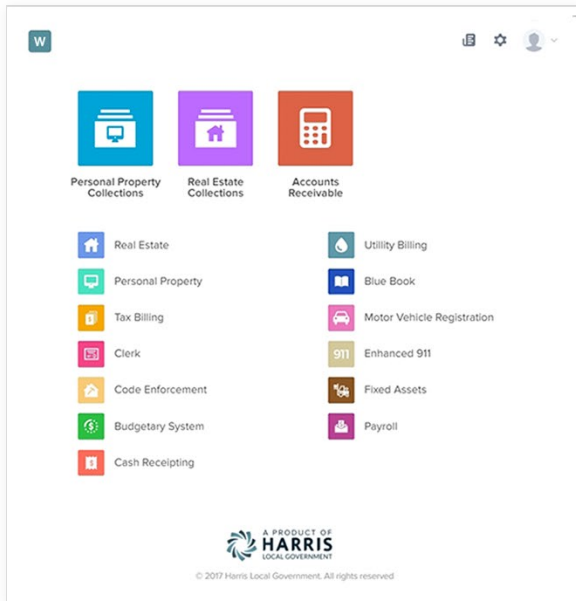 W
Personal Property
Collections
Real Estate
Collections
Accounts
Receivable
Real Estate
Personal Property
Tax Billing
Clerk
Code Enforcement
Budgetary System
Cash Receipting
Utility Billing
Blue Book
Motor Vehicle Registration
911 Enhanced 911
Fixed Assets
Payroll
A PRODUCT OF
HARRIS
LOCAL GOVERNMENT
© 2017 Harris Local Government. All rights reserved